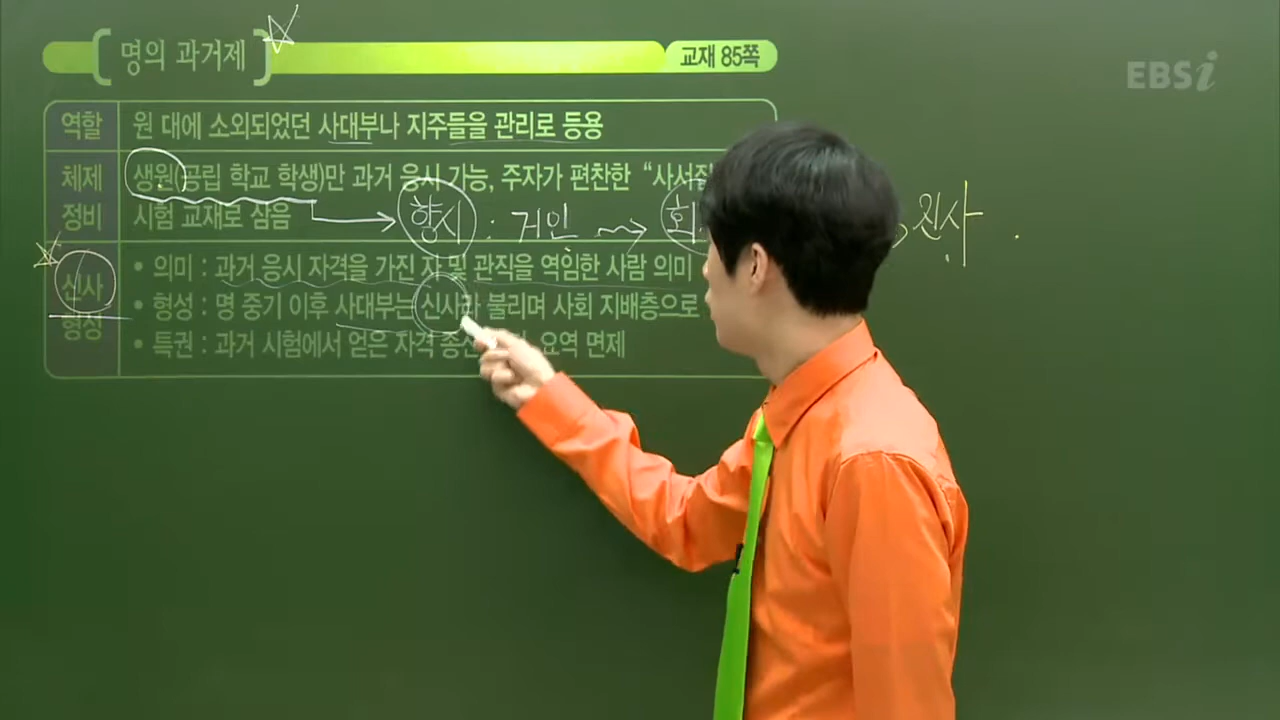 명의 과거제
교재 85쪽
EBSi
역할
원 대에 소외되었던 사대부나 지주들을 관리로 등용
체제
정비
생원(공립 학교 학생)만 과거 응시 가능, 주자가 편찬한 “사서
시험 교재로 삼음
향시 : 거인
진사
신사
형성
• 의미 : 과거 응시 자격을 가진 자 및 관직을 역임한 사람 의미
• 형성 : 명 중기 이후 사대부는 신사라 불리며 사회 지배층으로
• 특권 : 과거 시험에서 얻은 자격 요역 면제